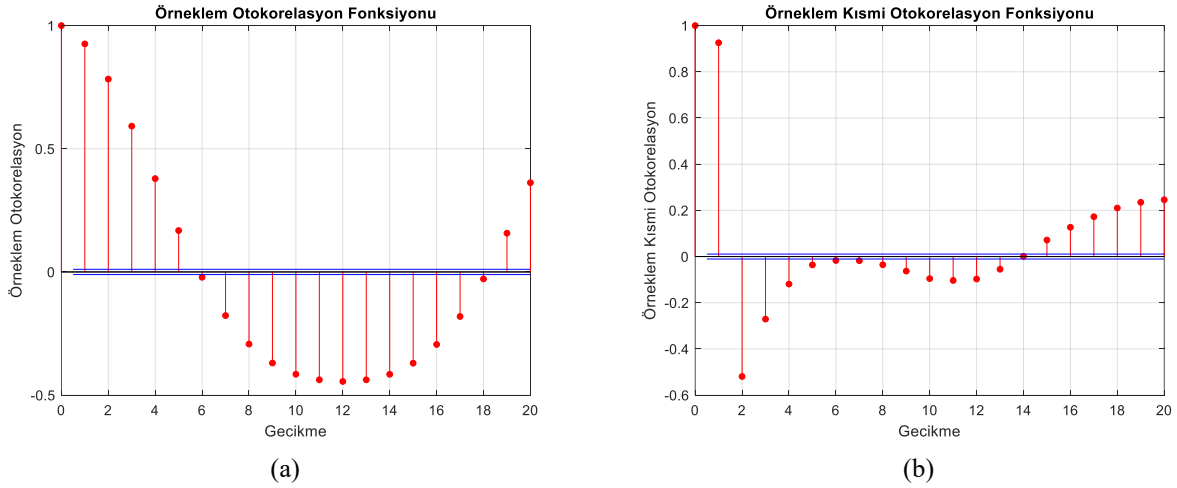 Örneklem Otokorelasyon Fonksiyonu
1
0.5
0
-0.5
Örneklem Otokorelasyon
0 2 4 6 8 10 12 14 16 18 20
Gecikme
(a)
Örneklem Kısmi Otokorelasyon Fonksiyonu
1
0.8
0.6
0.4
0.2
0
-0.2
-0.4
-0.6
Örneklem Kısmi Otokorelasyon
0 2 4 6 8 10 12 14 16 18 20
Gecikme
(b)